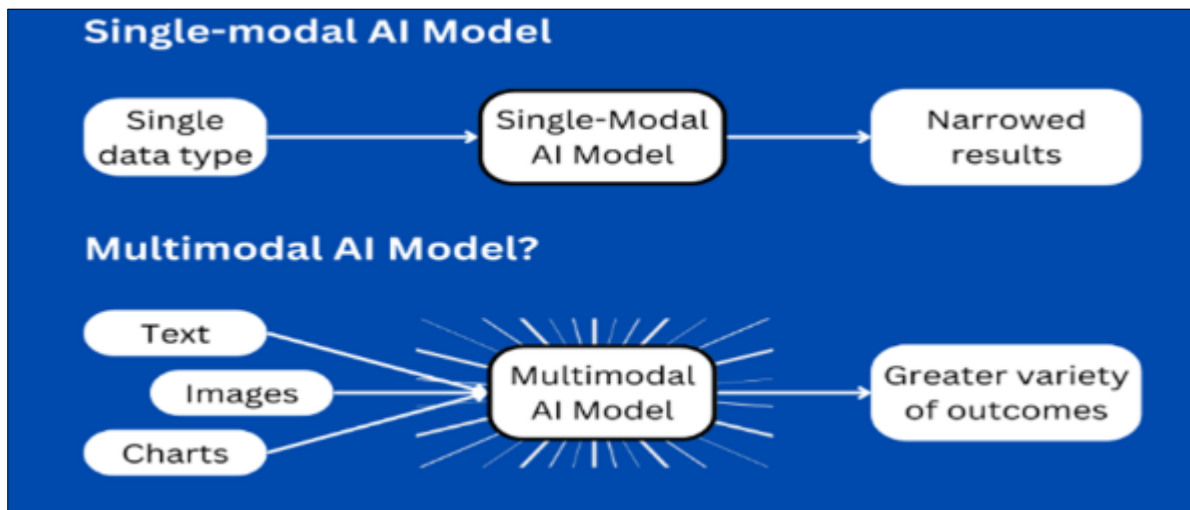 Single-modal AI Model
Single
data type
Single-Modal
AI Model
Narrowed
results
Multimodal AI Model?
Text
Images
Charts
Multimodal
AI Model
Greater variety
of outcomes